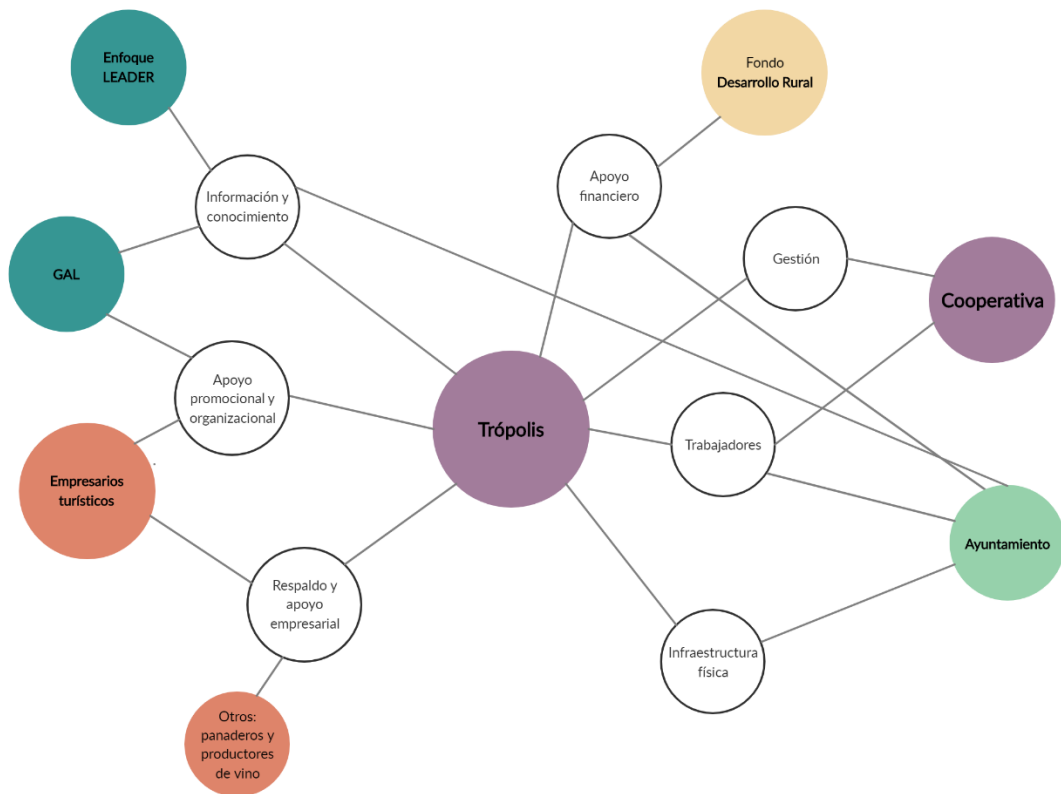 Enfoque
LEADER
Fondo
Desarrollo Rural
Información y
conocimiento
Apoyo
financiero
Gestión
GAL
Cooperativa
Apoyo
promocional y
organizacional
Trópolis
Trabajadores
Empresarios
turísticos
Ayuntamiento
Respaldo y
apoyo
empresarial
Infraestructura
física
Otros:
panaderos y
productores
de vino